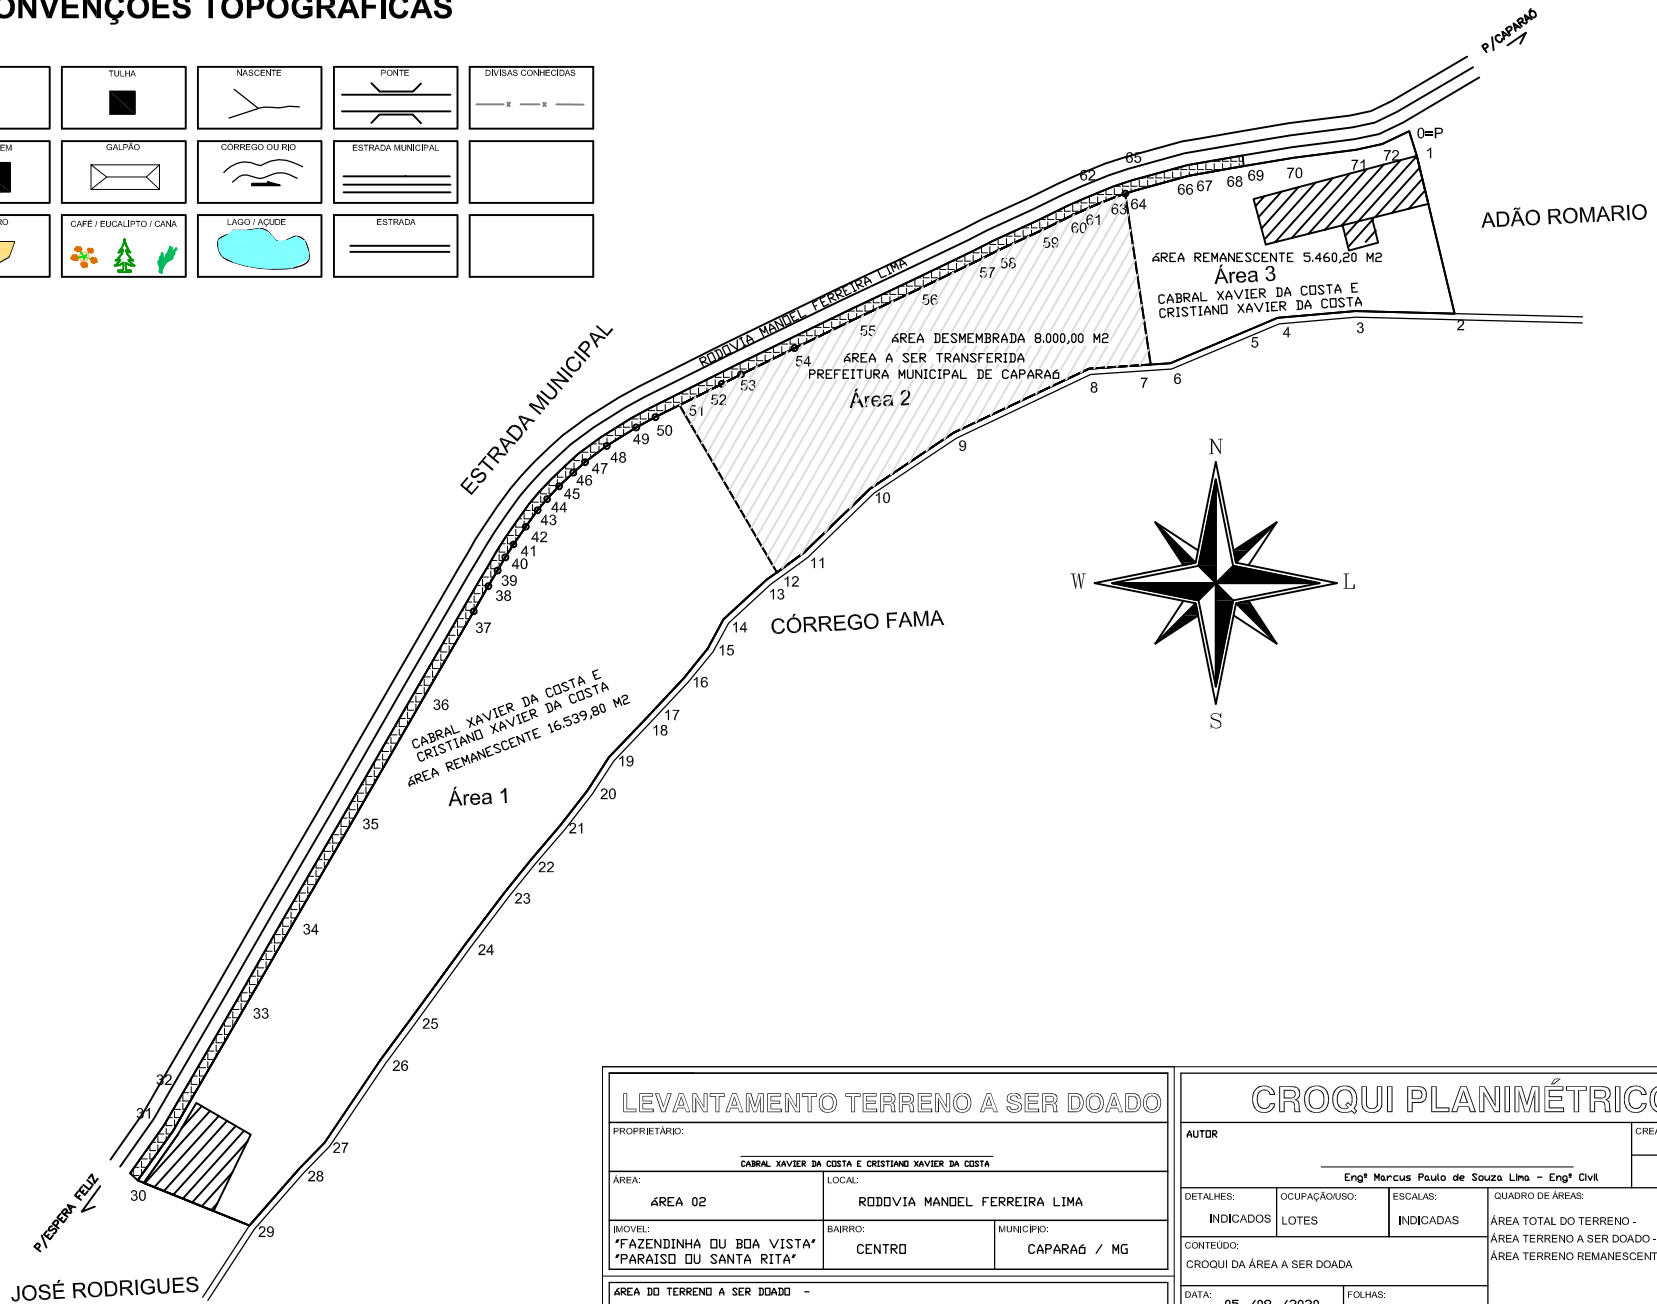 ONVENÇÕES TOPOGRÁFICAS
TULHA
NASCENTE
PONTE
DIVISAS CONHECIDAS
EM
GALPÃO
CÓRREGO OU RIO
ESTRADA MUNICIPAL
RO
CAFÉ / EUCALÍPTO / CANA
LAGO / AÇUDE
ESTRADA
P/CAPARAÓ
0=P
1
72
71
70
69
68
67
66
65
64
63
62
61
60
59
58
57
56
55
54
53
52
51
50
49
48
47
46
45
44
43
42
41
40
39
38
37
36
35
34
33
32
31
30
29
28
27
26
25
24
23
22
21
20
19
18
17
16
15
14
13
12
11
10
9
8
7
6
5
4
3
2
ADÃO ROMARIO
ÁREA REMANESCENTE 5.460,20 M2
Área 3
CABRAL XAVIER DA COSTA E
CRISTIANO XAVIER DA COSTA
RODOVIA MANOEL FERREIRA LIMA
ÁREA DESMEMBRADA 8.000,00 M2
ÁREA A SER TRANSFERIDA
PREFEITURA MUNICIPAL DE CAPARAÓ
Área 2
ESTRADA MUNICIPAL
CÓRREGO FAMA
N
W
L
S
CABRAL XAVIER DA COSTA E
CRISTIANO XAVIER DA COSTA
ÁREA REMANESCENTE 16.539,80 M2
Área 1
P/ESPERA FELIZ
JOSÉ RODRIGUES
LEVANTAMENTO TERRENO A SER DOADO
PROPRIETÁRIO:
CABRAL XAVIER DA COSTA E CRISTIANO XAVIER DA COSTA
ÁREA:
ÁREA 02
LOCAL:
RODOVIA MANOEL FERREIRA LIMA
IMOVEL:
"FAZENDINHA OU BOA VISTA"
"PARAISO OU SANTA RITA"
BAIRRO:
CENTRO
MUNICÍPIO:
CAPARAÓ / MG
ÁREA DO TERRENO A SER DOADO -
CROQUI PLANIMÉTRICO
AUTOR
CREA
Engº Marcus Paulo de Souza Lima - Engº Civil
DETALHES:
INDICADOS
OCUPAÇÃO/USO:
LOTES
ESCALAS:
INDICADAS
QUADRO DE ÁREAS:
ÁREA TOTAL DO TERRENO -
ÁREA TERRENO A SER DOADO -
ÁREA TERRENO REMANESCENT
CONTEÚDO:
CROQUI DA ÁREA A SER DOADA
DATA:
05 /08 /2020
FOLHAS: